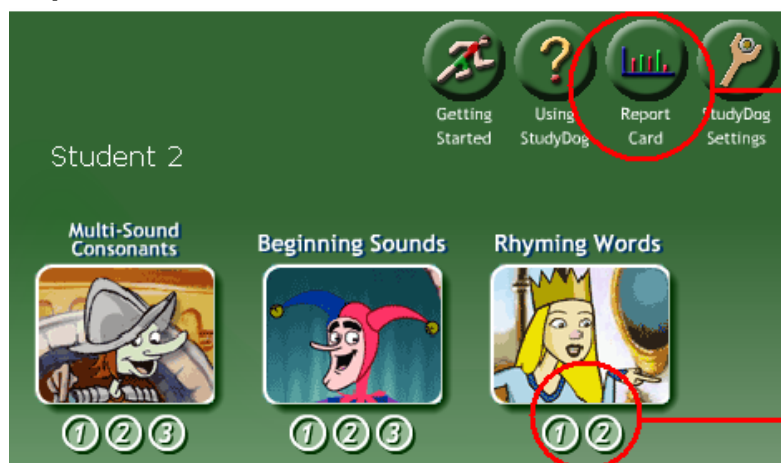 Getting
Started
Using
StudyDog
Report
Card
StudyDog
Settings
Student 2
Multi-Sound
Consonants
Beginning Sounds
Rhyming Words
1 2 3
1 2 3
1 2